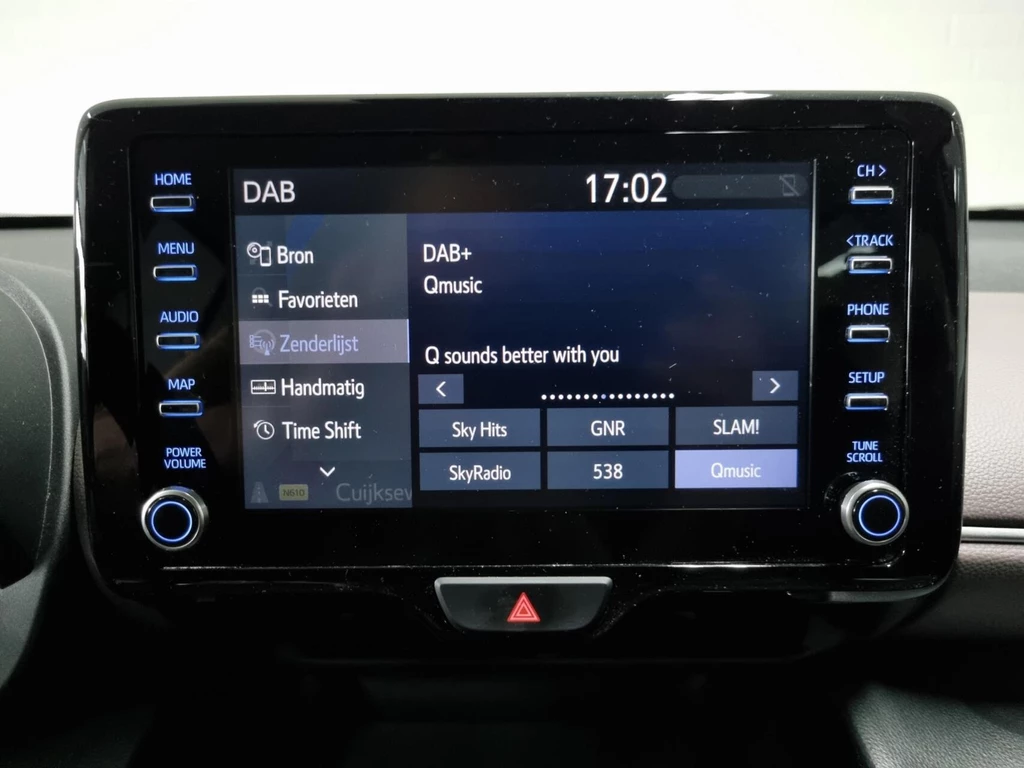 HOME
MENU
AUDIO
MAP
POWER
VOLUME
DAB
17:02
Bron
Favorieten
Zenderlijst
Handmatig
Time Shift
N610
Cuijksew
DAB+
Qmusic
Q sounds better with you
<
>
Sky Hits
GNR
SLAM!
SkyRadio
538
Qmusic
CH >
< TRACK
PHONE
SETUP
TUNE
SCROLL